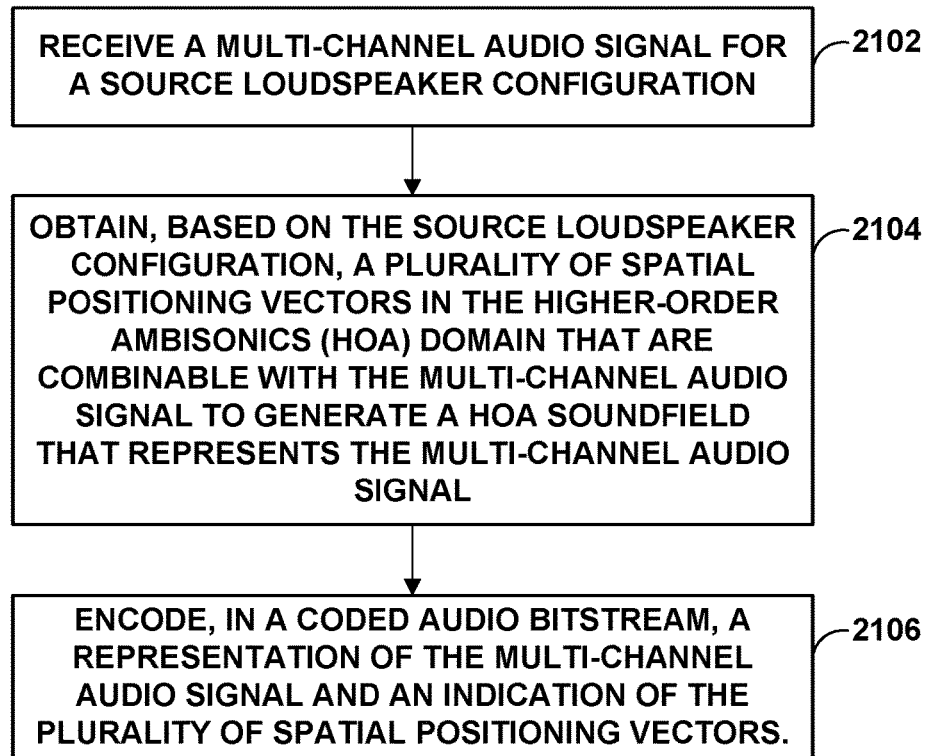 RECEIVE A MULTI-CHANNEL AUDIO SIGNAL FOR
A SOURCE LOUDSPEAKER CONFIGURATION
2102
OBTAIN, BASED ON THE SOURCE LOUDSPEAKER
CONFIGURATION, A PLURALITY OF SPATIAL
POSITIONING VECTORS IN THE HIGHER-ORDER
AMBISONICS (HOA) DOMAIN THAT ARE
COMBINABLE WITH THE MULTI-CHANNEL AUDIO
SIGNAL TO GENERATE A HOA SOUNDFIELD
THAT REPRESENTS THE MULTI-CHANNEL AUDIO
SIGNAL
2104
ENCODE, IN A CODED AUDIO BITSTREAM, A
REPRESENTATION OF THE MULTI-CHANNEL
AUDIO SIGNAL AND AN INDICATION OF THE
PLURALITY OF SPATIAL POSITIONING VECTORS.
2106